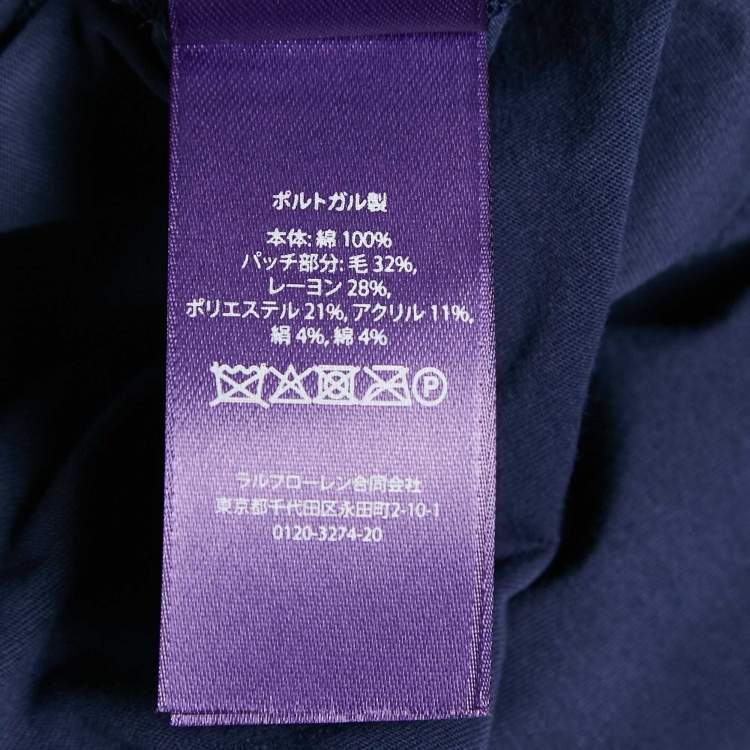 ポルトガル製
本体: 綿 100%
パッチ部分: 毛 32%,
レーヨン 28%,
ポリエステル 21%, アクリル 11%,
絹 4%, 綿 4%
P
ラルフローレン合同会社
東京都千代田区永田町2-10-1
0120-3274-20